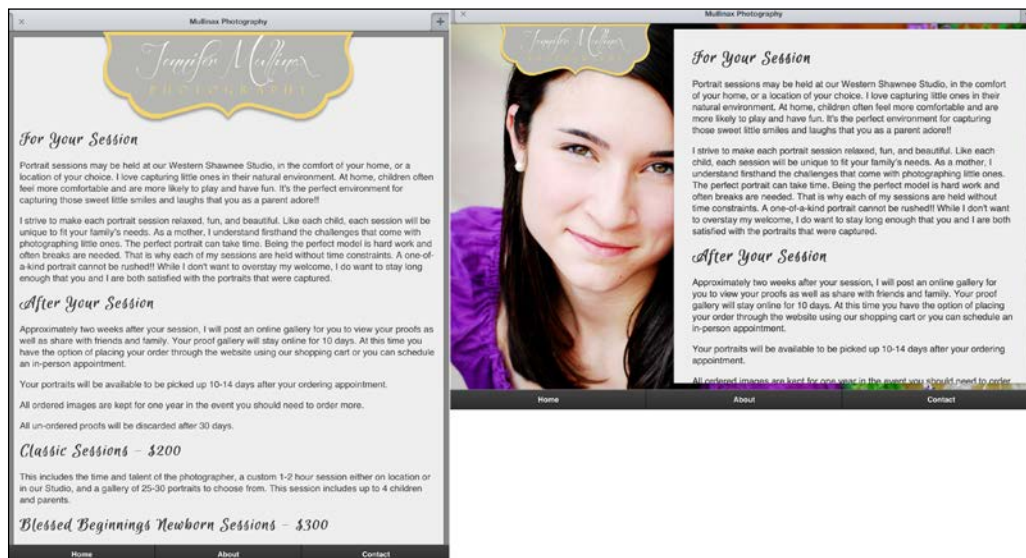 Mullinax Photography
Jennifer Mullinax
PHOTOGRAPHY
For Your Session
Portrait sessions may be held at our Western Shawnee Studio, in the comfort of your home, or a
location of your choice. I love capturing little ones in their natural environment. At home, children often
feel more comfortable and are more likely to play and have fun. It's the perfect environment for
capturing those sweet little smiles and laughs that you as a parent adore!!
I strive to make each portrait session relaxed, fun, and beautiful. Like each child, each session will be
unique to fit your family's needs. As a mother, I understand firsthand the challenges that come with
photographing little ones. The perfect portrait can take time. Being the perfect model is hard work and
often breaks are needed. That is why each of my sessions are held without time constraints. A one-of-
a-kind portrait cannot be rushed!! While I don't want to overstay my welcome, I do want to stay long
enough that you and I are both satisfied with the portraits that were captured.
After Your Session
Approximately two weeks after your session, I will post an online gallery for you to view your proofs as
well as share with friends and family. Your proof gallery will stay online for 10 days. At this time you
have the option of placing your order through the website using our shopping cart or you can schedule
an in-person appointment.
Your portraits will be available to be picked up 10-14 days after your ordering appointment.
All ordered images are kept for one year in the event you should need to order more.
All un-ordered proofs will be discarded after 30 days.
Classic Sessions - $200
This includes the time and talent of the photographer, a custom 1-2 hour session either on location or
in our Studio, and a gallery of 25-30 portraits to choose from. This session includes up to 4 children
and parents.
Blessed Beginnings Newborn Sessions - $300
Home About Contact
Mullinax Photography
Jennifer Mullinax
PHOTOGRAPHY
For Your Session
Portrait sessions may be held at our Western Shawnee Studio, in the comfort
of your home, or a location of your choice. I love capturing little ones in their
natural environment. At home, children often feel more comfortable and are
more likely to play and have fun. It's the perfect environment for capturing
those sweet little smiles and laughs that you as a parent adore!!
I strive to make each portrait session relaxed, fun, and beautiful. Like each
child, each session will be unique to fit your family's needs. As a mother, I
understand firsthand the challenges that come with photographing little ones.
The perfect portrait can take time. Being the perfect model is hard work and
often breaks are needed. That is why each of my sessions are held without
time constraints. A one-of-a-kind portrait cannot be rushed!! While I don't want
to overstay my welcome, I do want to stay long enough that you and I are both
satisfied with the portraits that were captured.
After Your Session
Approximately two weeks after your session, I will post an online gallery for
you to view your proofs as well as share with friends and family. Your proof
gallery will stay online for 10 days. At this time you have the option of placing
your order through the website using our shopping cart or you can schedule an
in-person appointment.
Your portraits will be available to be picked up 10-14 days after your ordering
appointment.
All ordered images are kept for one year in the event you should need to order
Home About Contact